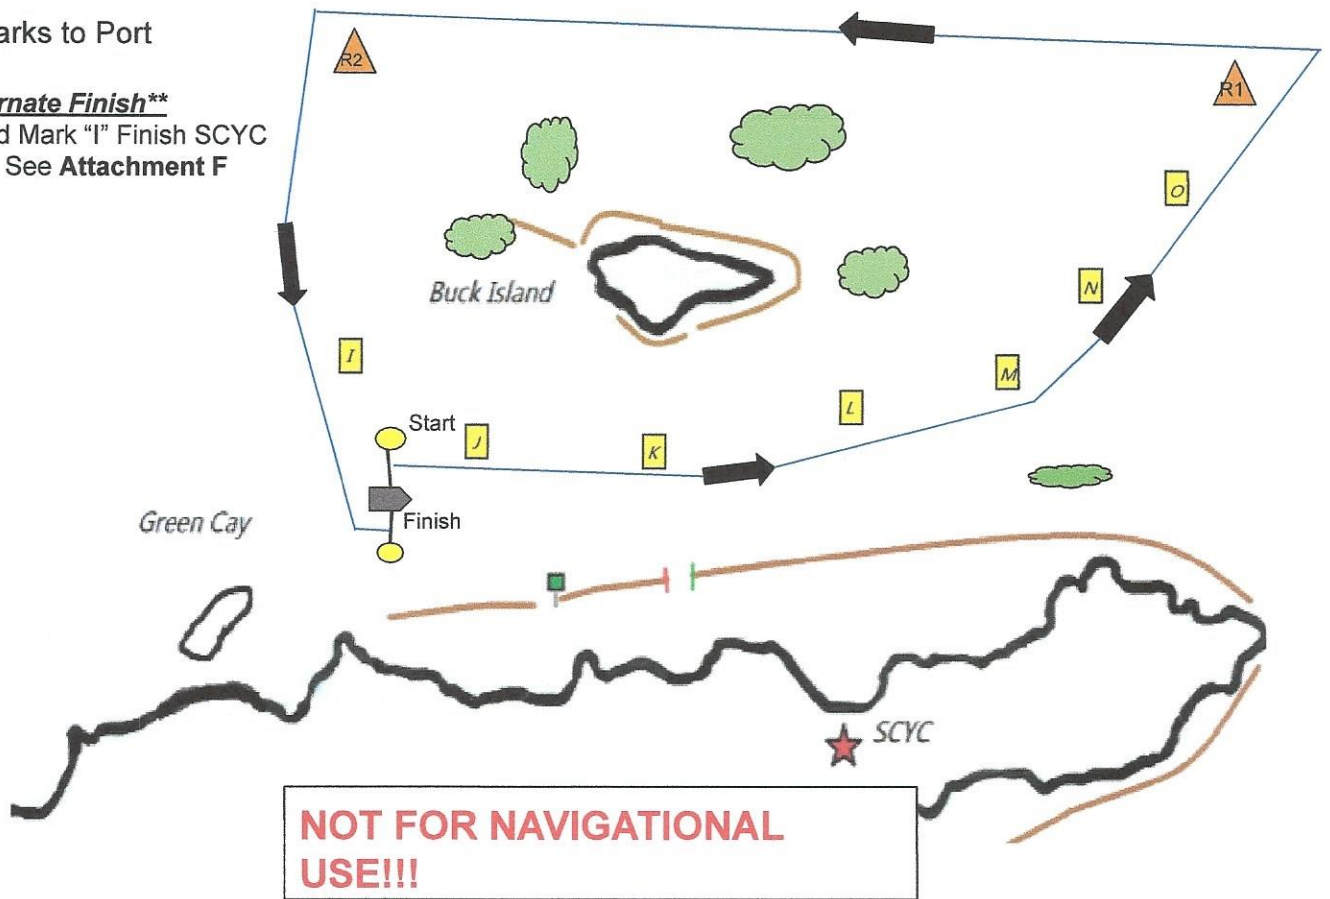 arks to Port
R2
R1
rnate Finish**
d Mark “I” Finish SCYC
See Attachment F
O
Buck Island
N
I
M
L
Start
J
K
Green Cay
Finish
SCYC
NOT FOR NAVIGATIONAL
USE!!!